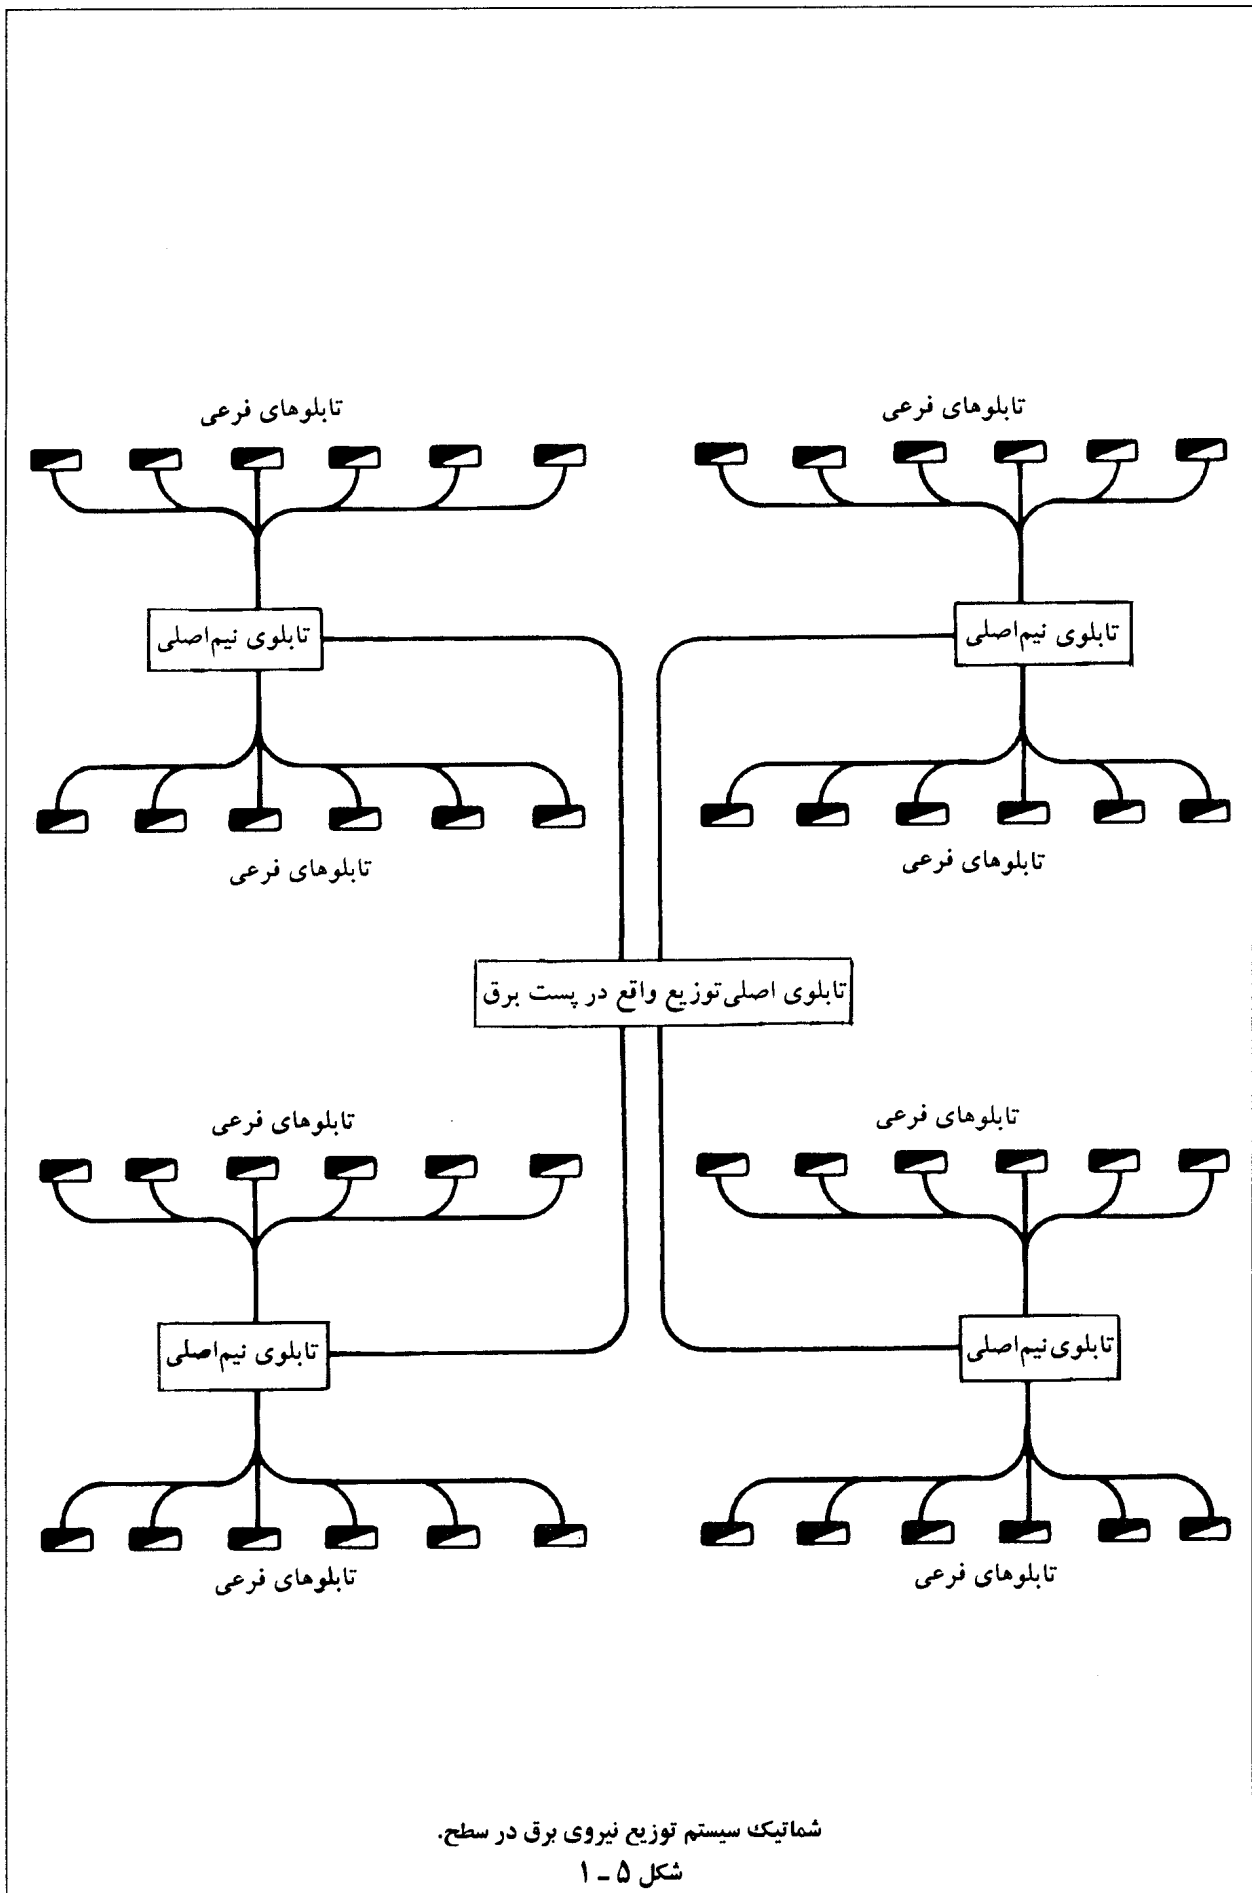 تابلوهای فرعی
تابلوهای فرعی
تابلوی نیم‌اصلی
تابلوی نیم‌اصلی
تابلوهای فرعی
تابلوهای فرعی
تابلوی اصلی توزیع واقع در پست برق
تابلوهای فرعی
تابلوهای فرعی
تابلوی نیم‌اصلی
تابلوی نیم‌اصلی
تابلوهای فرعی
تابلوهای فرعی
شماتیک سیستم توزیع نیروی برق در سطح.
شکل ۵ ـ ۱